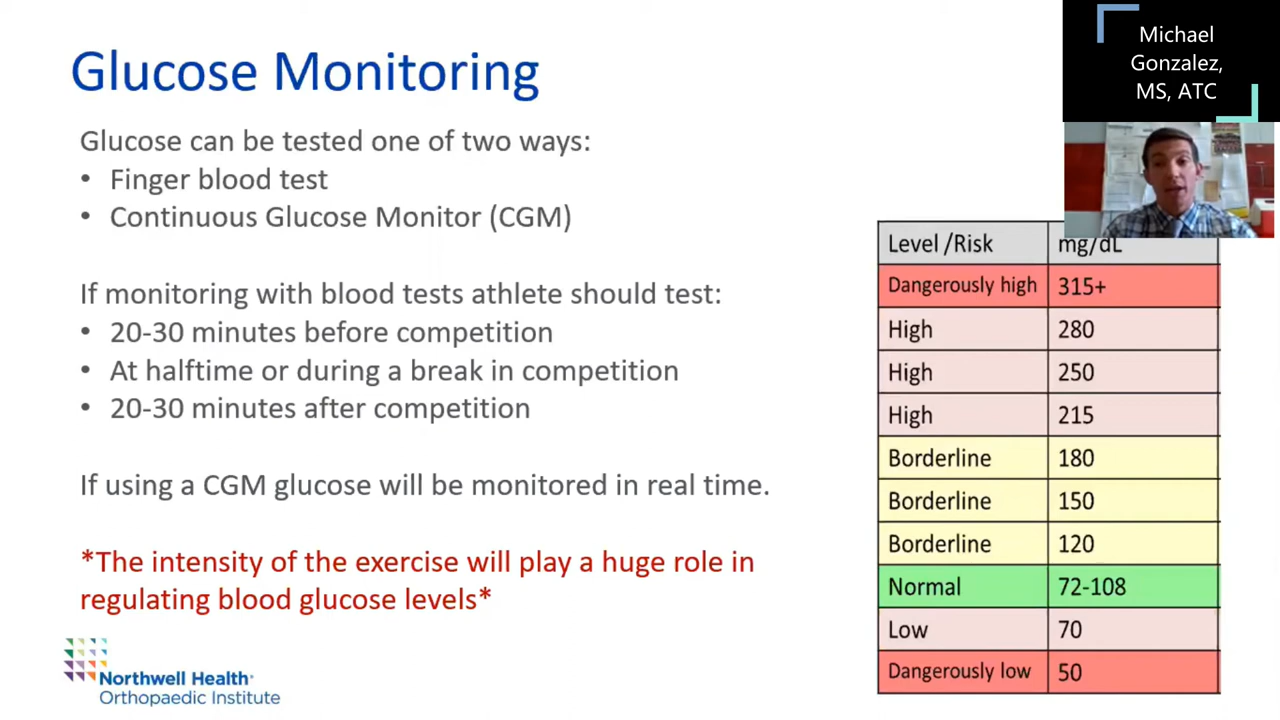 Glucose Monitoring
Glucose can be tested one of two ways:
• Finger blood test
• Continuous Glucose Monitor (CGM)
If monitoring with blood tests athlete should test:
• 20-30 minutes before competition
• At halftime or during a break in competition
• 20-30 minutes after competition
If using a CGM glucose will be monitored in real time.
*The intensity of the exercise will play a huge role in
regulating blood glucose levels*
Northwell Health
Orthopaedic Institute
Michael
Gonzalez,
MS, ATC
Level /Risk mg/dL
Dangerously high 315+
High 280
High 250
High 215
Borderline 180
Borderline 150
Borderline 120
Normal 72-108
Low 70
Dangerously low 50